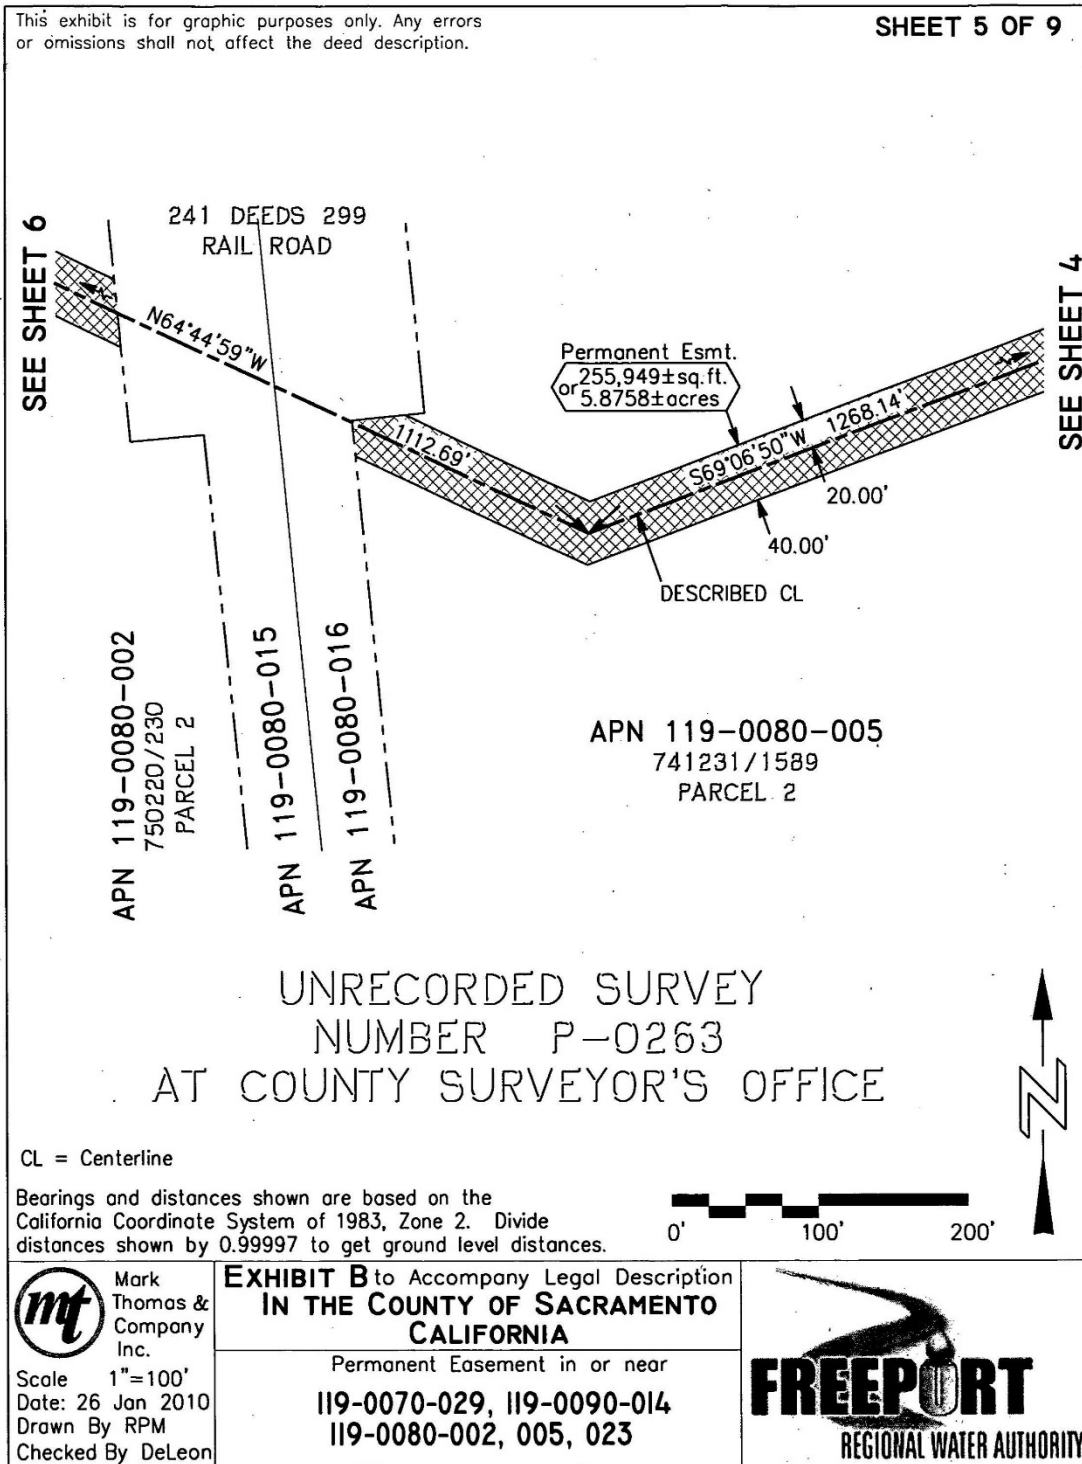 This exhibit is for graphic purposes only. Any errors
or omissions shall not affect the deed description.
SHEET 5 OF 9
241 DEEDS 299
RAIL ROAD
SEE SHEET 6
SEE SHEET 4
N64°44'59"W
1112.69'
Permanent Esmt.
255,949±sq.ft.
or 5.8758±acres
S69°06'50"W 1268.14'
20.00'
40.00'
DESCRIBED CL
APN 119-0080-002
750220/230
PARCEL 2
APN 119-0080-015
APN 119-0080-016
APN 119-0080-005
741231/1589
PARCEL 2
UNRECORDED SURVEY
NUMBER P-0263
AT COUNTY SURVEYOR'S OFFICE
N
CL = Centerline
Bearings and distances shown are based on the
California Coordinate System of 1983, Zone 2. Divide
distances shown by 0.99997 to get ground level distances.
0' 100' 200'
mt
Mark
Thomas &
Company
Inc.
Scale 1"=100'
Date: 26 Jan 2010
Drawn By RPM
Checked By DeLeon
EXHIBIT B to Accompany Legal Description
IN THE COUNTY OF SACRAMENTO
CALIFORNIA
Permanent Easement in or near
119-0070-029, 119-0090-014
119-0080-002, 005, 023
FREEPORT
REGIONAL WATER AUTHORITY